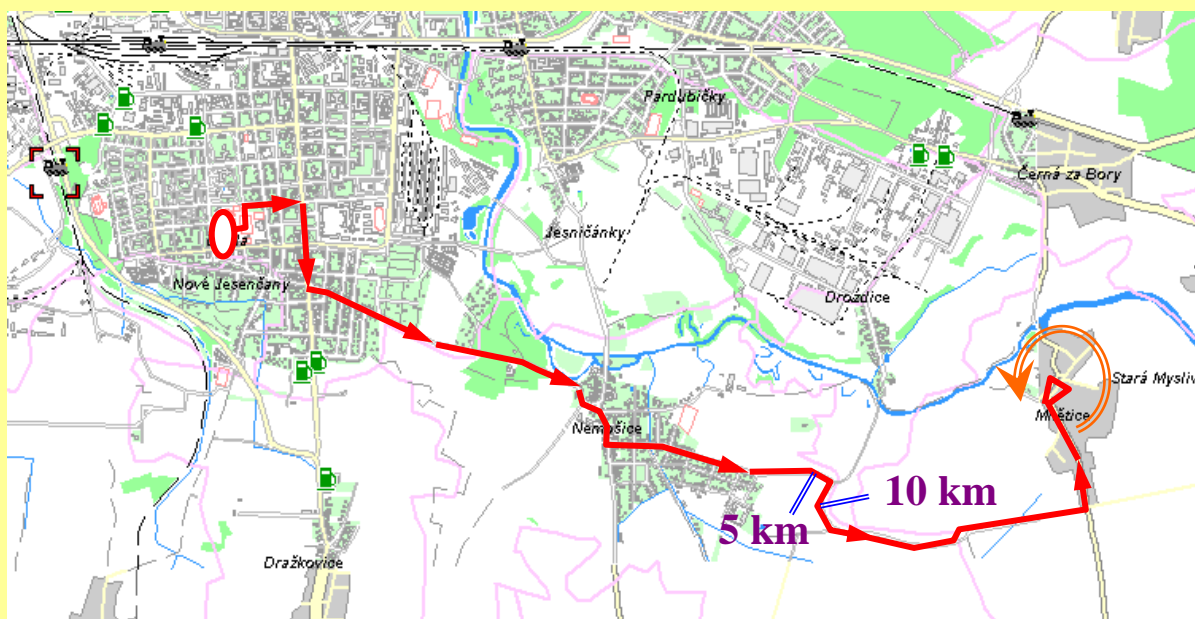 Pardubičky
Černá za Bory
Jesničánky
Nové Jesenčany
Drozdice
Stará Mysliv
Mnětice
Nemošice
10 km
5 km
Dražkovice